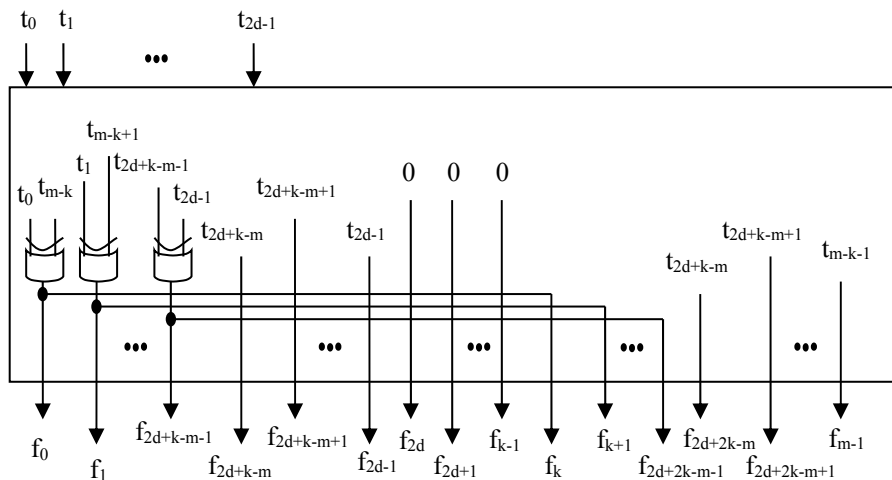 t0 t1 ••• t2d-1
tm-k+1
t1 t2d+k-m-1
t0 tm-k t2d-1
0 0 0
t2d+k-m t2d+k-m+1 t2d-1
t2d+k-m t2d+k-m+1 tm-k-1
••• ••• ••• ••• •••
f0 f1 f2d+k-m-1 f2d+k-m f2d+k-m+1 f2d-1 f2d f2d+1 fk-1 fk fk+1 f2d+2k-m-1 f2d+2k-m f2d+2k-m+1 fm-1